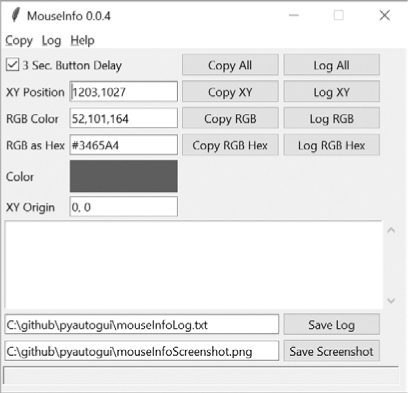 MouseInfo 0.0.4
Copy Log Help
3 Sec. Button Delay Copy All Log All
XY Position 1203,1027 Copy XY Log XY
RGB Color 52,101,164 Copy RGB Log RGB
RGB as Hex #3465A4 Copy RGB Hex Log RGB Hex
Color
XY Origin 0, 0
C:\github\pyautogui\mouseInfoLog.txt Save Log
C:\github\pyautogui\mouseInfoScreenshot.png Save Screenshot